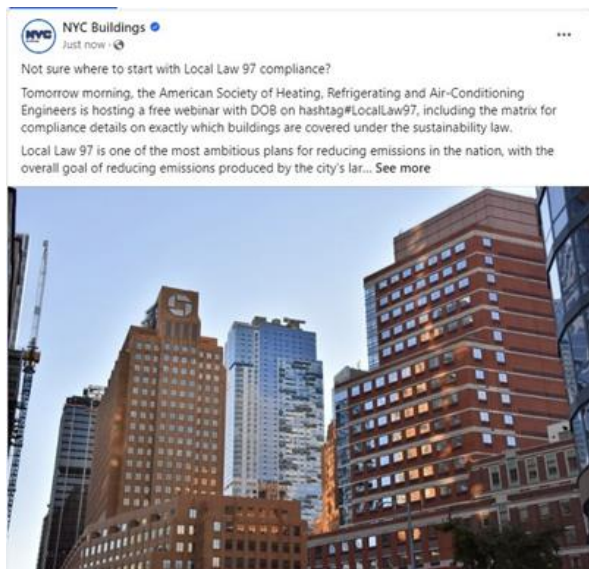 NYC
NYC Buildings
Just now ·
Not sure where to start with Local Law 97 compliance?
Tomorrow morning, the American Society of Heating, Refrigerating and Air-Conditioning
Engineers is hosting a free webinar with DOB on hashtag#LocalLaw97, including the matrix for
compliance details on exactly which buildings are covered under the sustainability law.
Local Law 97 is one of the most ambitious plans for reducing emissions in the nation, with the
overall goal of reducing emissions produced by the city's lar... See more